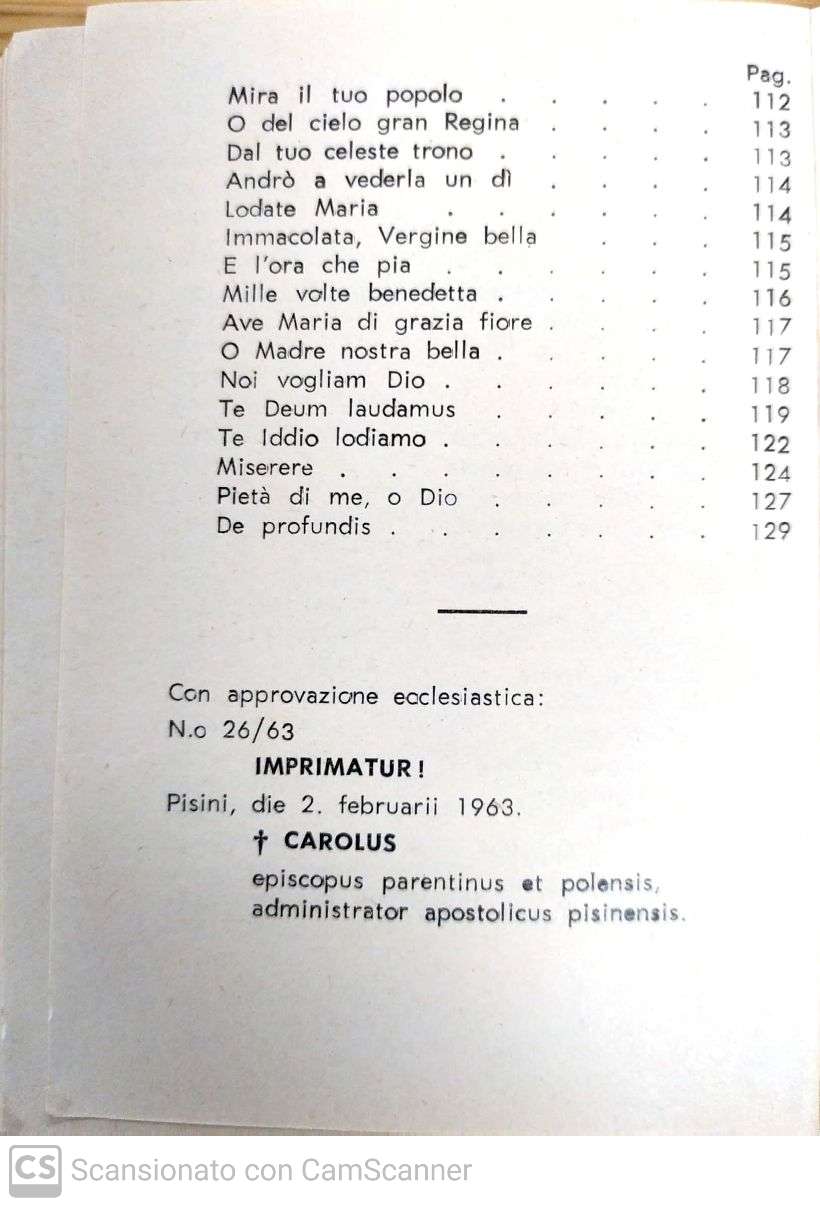 Pag.
Mira il tuo popolo . . . . . 112
O del cielo gran Regina . . . . 113
Dal tuo celeste trono . . . . . 113
Andrò a vederla un dì . . . . 114
Lodate Maria . . . . . . 114
Immacolata, Vergine bella . . . 115
E l'ora che pia . . . . . . 115
Mille volte benedetta . . . . . 116
Ave Maria di grazia fiore . . . . 117
O Madre nostra bella . . . . . 117
Noi vogliam Dio . . . . . . 118
Te Deum laudamus . . . . . 119
Te Iddio lodiamo . . . . . . 122
Miserere . . . . . . . . 124
Pietà di me, o Dio . . . . . 127
De profundis . . . . . . . 129
Con approvazione ecclesiastica:
N.o 26/63
IMPRIMATUR!
Pisini, die 2. februarii 1963.
† CAROLUS
episcopus parentinus et polensis,
administrator apostolicus pisinensis.
CS Scansionato con CamScanner